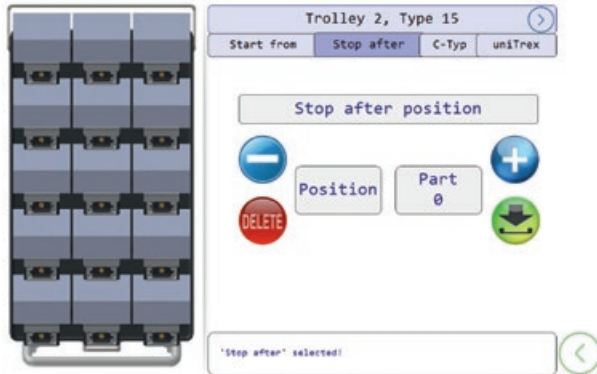 Trolley 2, Type 15
Start from Stop after C-Typ uniTrex
Stop after position
Position
Part
0
DELETE
'Stop after' selected!